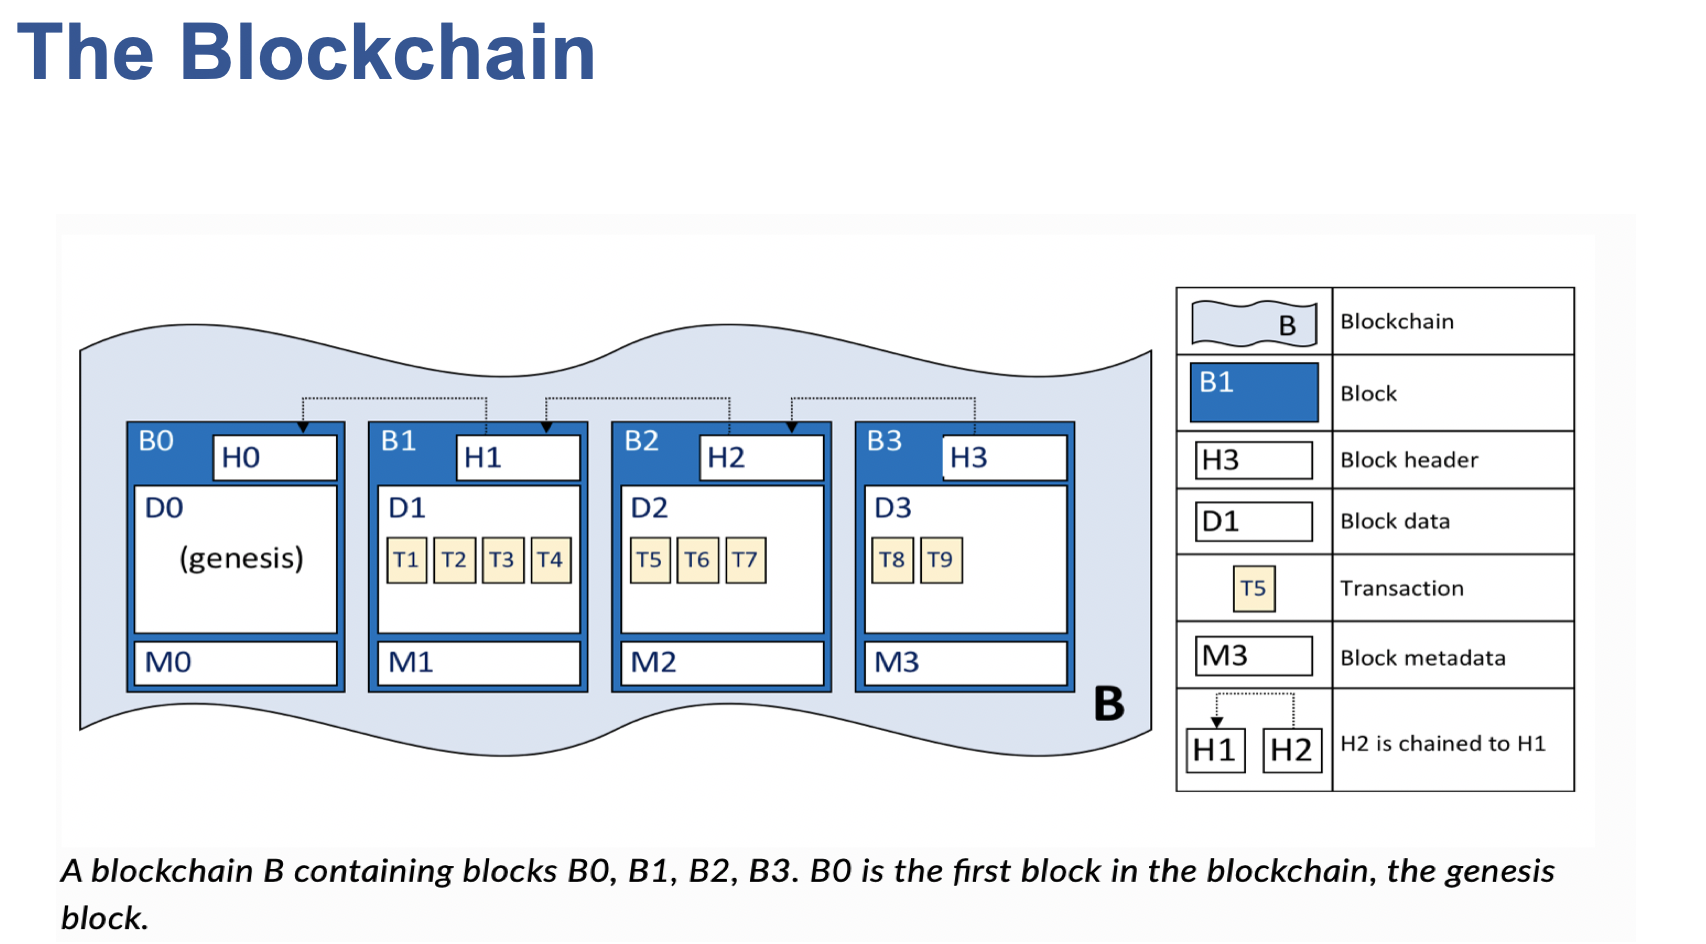 The Blockchain
B0
H0
D0
(genesis)
M0
B1
H1
D1
T1 T2 T3 T4
M1
B2
H2
D2
T5 T6 T7
M2
B3
H3
D3
T8 T9
M3
B
B Blockchain
B1 Block
H3 Block header
D1 Block data
T5 Transaction
M3 Block metadata
H1 H2 H2 is chained to H1
A blockchain B containing blocks B0, B1, B2, B3. B0 is the first block in the blockchain, the genesis
block.